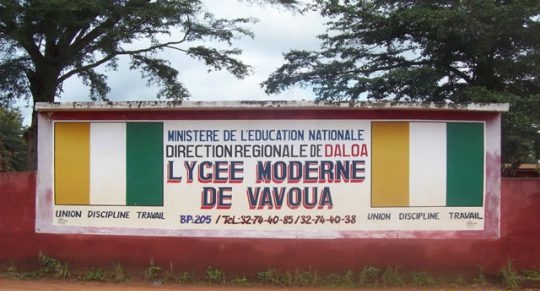 MINISTERE DE L'EDUCATION NATIONALE
DIRECTION REGIONALE DE DALOA
LYCEE MODERNE
DE VAVOUA
UNION DISCIPLINE TRAVAIL
BP:205 / TEL: 32-74-40-85 / 32-74-40-38
UNION DISCIPLINE TRAVAIL